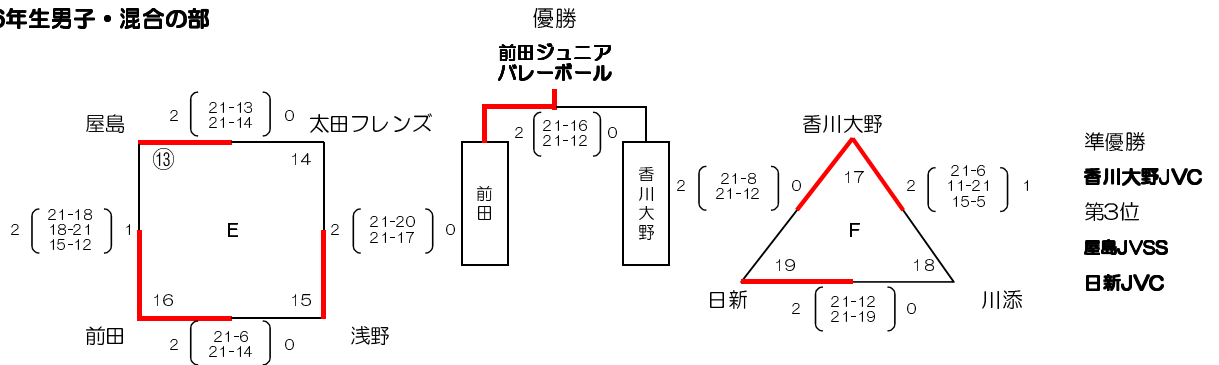 6年生男子・混合の部
優勝
前田ジュニア
バレーボール
屋島
2
21-13
21-14
0
太田フレンズ
⑬
14
2
21-18
18-21
15-12
1
E
2
21-20
21-17
0
16
15
前田
2
21-6
21-14
0
浅野
2
21-16
21-12
0
前田
香川大野
香川大野
2
21-8
21-12
0
17
2
21-6
11-21
15-5
1
F
19
18
日新
2
21-12
21-19
0
川添
準優勝
香川大野JVC
第3位
屋島JVSS
日新JVC